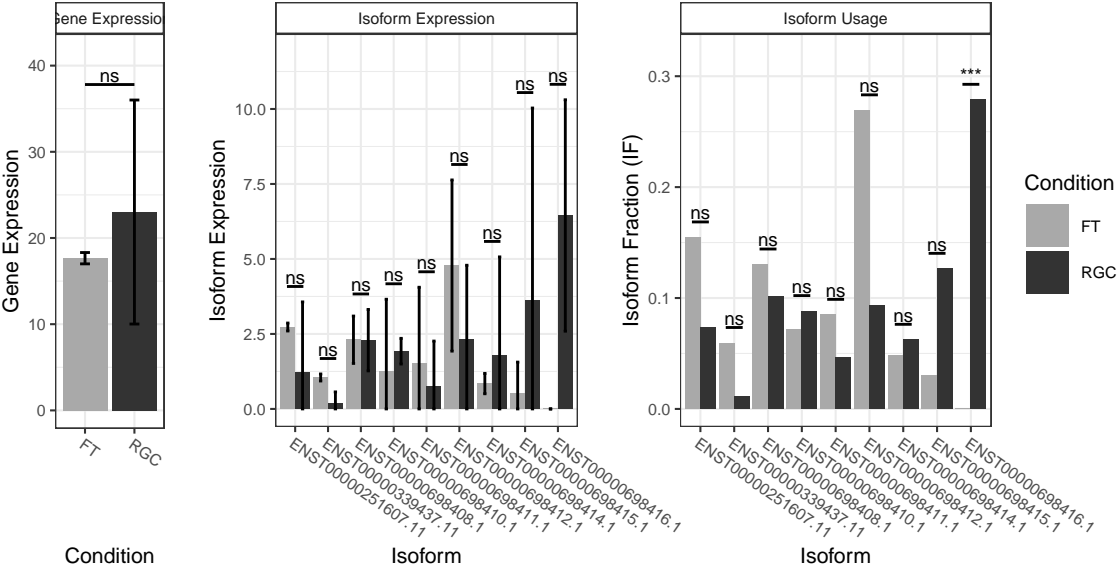 Gene Expression
Isoform Expression
Isoform Usage
Gene Expression
40
30
20
10
0
ns
FT
RGC
Condition
Isoform Expression
10.0
7.5
5.0
2.5
0.0
ns
ns
ns
ns
ns
ns
ns
ns
ns
ENST00000251607.11
ENST00000339437.11
ENST00000698408.1
ENST00000698410.1
ENST00000698411.1
ENST00000698412.1
ENST00000698414.1
ENST00000698415.1
ENST00000698416.1
Isoform
Isoform Fraction (IF)
0.3
0.2
0.1
0.0
ns
ns
ns
ns
ns
ns
ns
ns
***
ENST00000251607.11
ENST00000339437.11
ENST00000698408.1
ENST00000698410.1
ENST00000698411.1
ENST00000698412.1
ENST00000698414.1
ENST00000698415.1
ENST00000698416.1
Isoform
Condition
FT
RGC